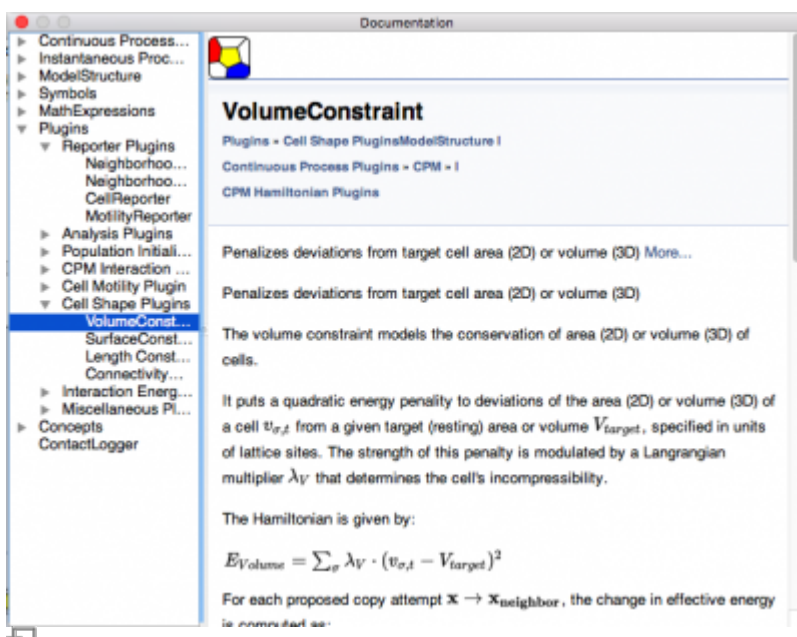 Documentation
Continuous Process...
Instantaneous Proc...
ModelStructure
Symbols
MathExpressions
Plugins
Reporter Plugins
Neighborhoo...
Neighborhoo...
CellReporter
MotilityReporter
Analysis Plugins
Population Initiali...
CPM Interaction ...
Cell Motility Plugin
Cell Shape Plugins
VolumeConst...
SurfaceConst...
Length Const...
Connectivity...
Interaction Energ...
Miscellaneous Pl...
Concepts
ContactLogger
VolumeConstraint
Plugins » Cell Shape PluginsModelStructure |
Continuous Process Plugins » CPM » |
CPM Hamiltonian Plugins
Penalizes deviations from target cell area (2D) or volume (3D) More...
Penalizes deviations from target cell area (2D) or volume (3D)
The volume constraint models the conservation of area (2D) or volume (3D) of
cells.
It puts a quadratic energy penality to deviations of the area (2D) or volume (3D) of
a cell v_{σ,t} from a given target (resting) area or volume V_{target}, specified in units
of lattice sites. The strength of this penalty is modulated by a Langrangian
multiplier λ_V that determines the cell's incompressibility.
The Hamiltonian is given by:
E_{Volume} = ∑_σ λ_V · (v_{σ,t} − V_{target})²
For each proposed copy attempt x → x_{neighbor}, the change in effective energy
is computed as: